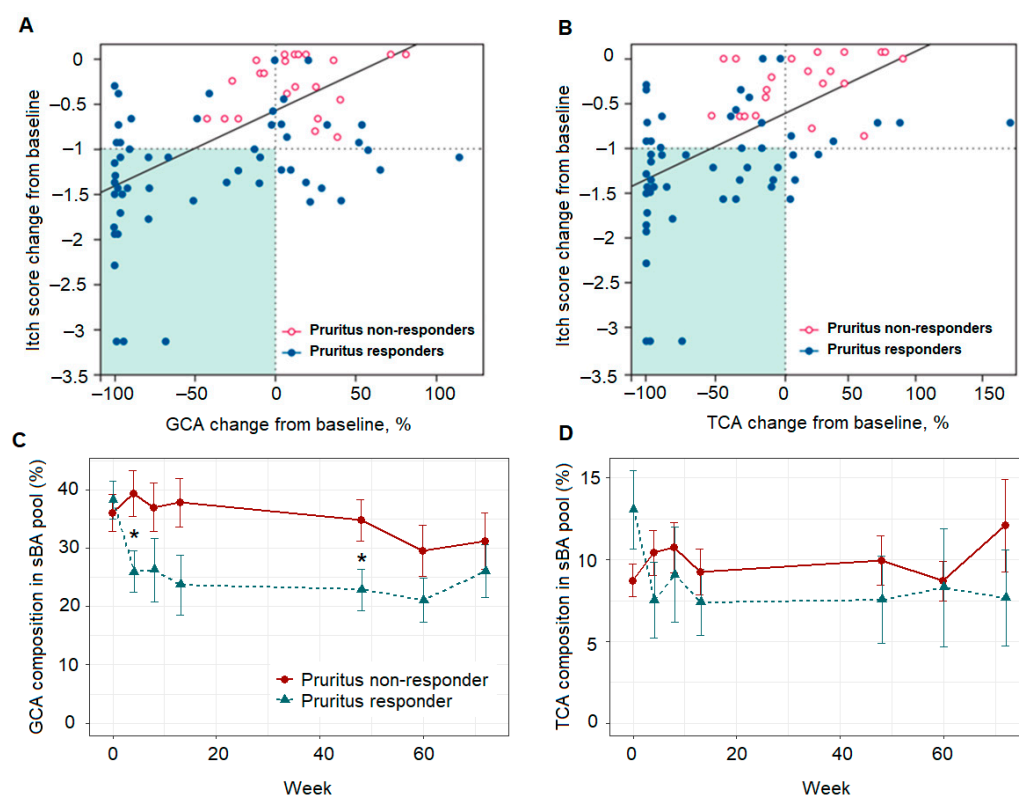 A
Itch score change from baseline
0
−0.5
−1
−1.5
−2
−2.5
−3
−3.5
Pruritus non-responders
Pruritus responders
−100
−50
0
50
100
GCA change from baseline, %
B
Itch score change from baseline
0
−0.5
−1
−1.5
−2
−2.5
−3
−3.5
Pruritus non-responders
Pruritus responders
−100
−50
0
50
100
150
TCA change from baseline, %
C
GCA composition in sBA pool (%)
40
30
20
10
0
*
*
Pruritus non-responder
Pruritus responder
0
20
40
60
Week
D
TCA compositon in sBA pool (%)
15
10
5
0
0
20
40
60
Week